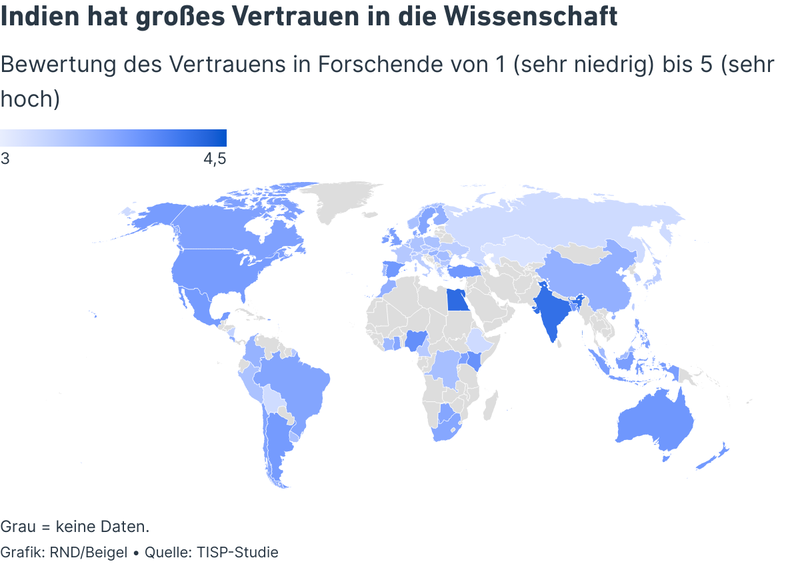 Indien hat großes Vertrauen in die Wissenschaft
Bewertung des Vertrauens in Forschende von 1 (sehr niedrig) bis 5 (sehr
hoch)
3 4,5
Grau = keine Daten.
Grafik: RND/Beigel • Quelle: TISP-Studie